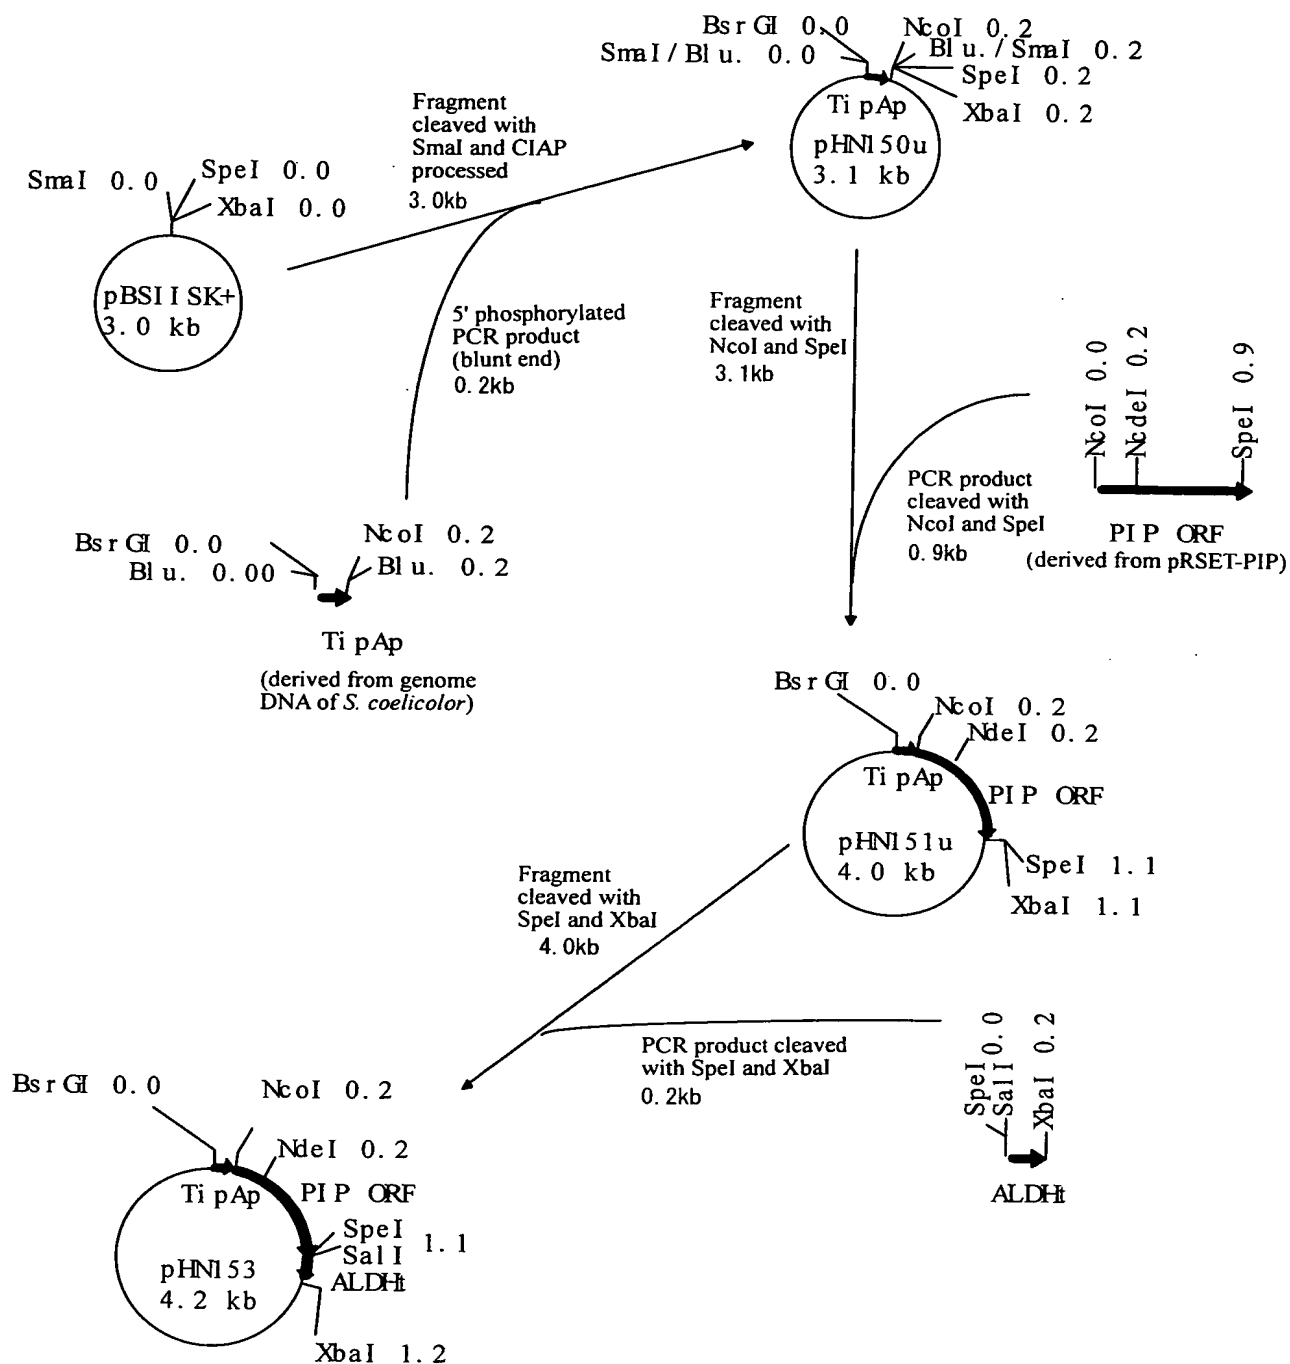 BsrGI 0.0
SmaI/Blu. 0.0
NcoI 0.2
Blu./SmaI 0.2
SpeI 0.2
XbaI 0.2
TipAp
pHN150u
3.1 kb
Fragment
cleaved with
SmaI and CIAP
processed
3.0kb
SmaI 0.0
SpeI 0.0
XbaI 0.0
pBSIISK+
3.0 kb
5' phosphorylated
PCR product
(blunt end)
0.2kb
Fragment
cleaved with
NcoI and SpeI
3.1kb
NcoI 0.0
NcdeI 0.2
SpeI 0.9
PIP ORF
(derived from pRSET-PIP)
PCR product
cleaved with
NcoI and SpeI
0.9kb
BsrGI 0.0
Blu. 0.00
NcoI 0.2
Blu. 0.2
TipAp
(derived from genome
DNA of S. coelicolor)
BsrGI 0.0
NcoI 0.2
NdeI 0.2
TipAp
PIP ORF
pHN151u
4.0 kb
SpeI 1.1
XbaI 1.1
Fragment
cleaved with
SpeI and XbaI
4.0kb
PCR product cleaved
with SpeI and XbaI
0.2kb
SpeI
SalI 0.0
XbaI 0.2
ALDHt
BsrGI 0.0
NcoI 0.2
NdeI 0.2
TipAp
PIP ORF
SpeI
SalI 1.1
ALDHt
pHN153
4.2 kb
XbaI 1.2